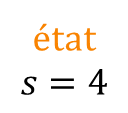 état
s = 4